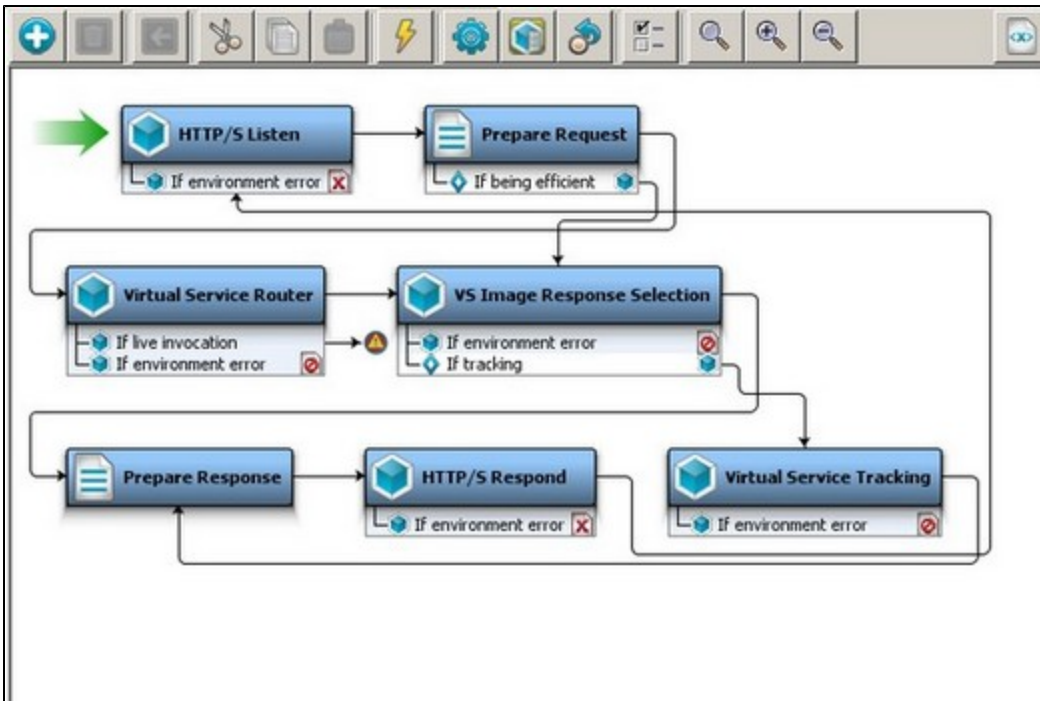 HTTP/S Listen
If environment error
Prepare Request
If being efficient
Virtual Service Router
If live invocation
If environment error
VS Image Response Selection
If environment error
If tracking
Prepare Response
HTTP/S Respond
If environment error
Virtual Service Tracking
If environment error